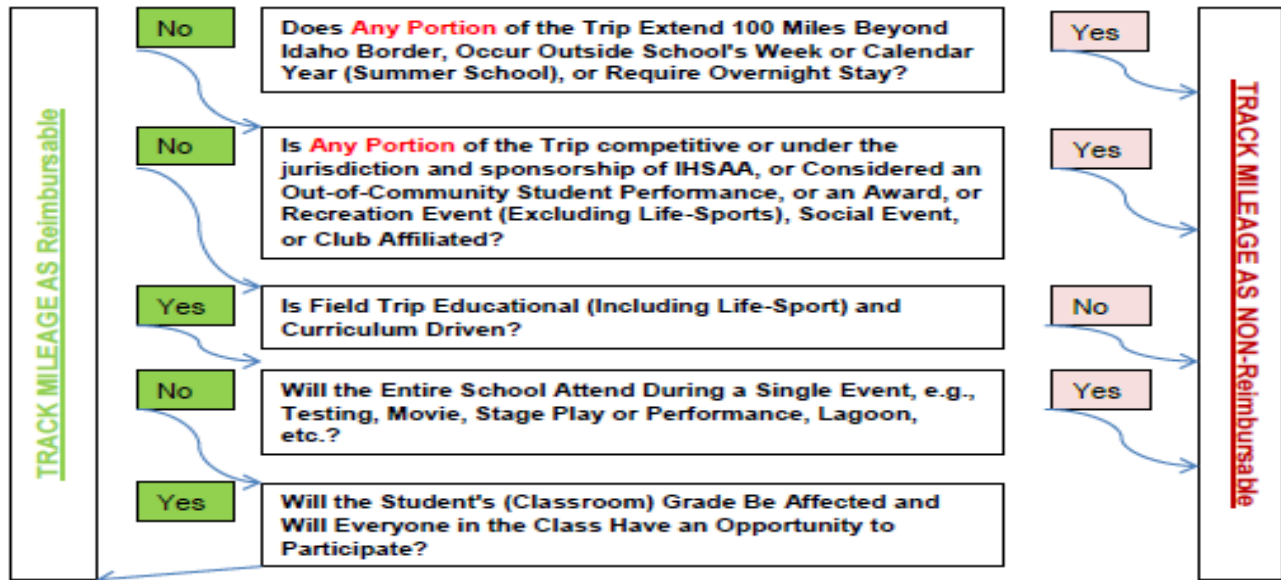 TRACK MILEAGE AS Reimbursable
No
Does Any Portion of the Trip Extend 100 Miles Beyond
Idaho Border, Occur Outside School's Week or Calendar
Year (Summer School), or Require Overnight Stay?
Yes
No
Is Any Portion of the Trip competitive or under the
jurisdiction and sponsorship of IHSAA, or Considered an
Out-of-Community Student Performance, or an Award, or
Recreation Event (Excluding Life-Sports), Social Event,
or Club Affiliated?
Yes
Yes
Is Field Trip Educational (Including Life-Sport) and
Curriculum Driven?
No
No
Will the Entire School Attend During a Single Event, e.g.,
Testing, Movie, Stage Play or Performance, Lagoon,
etc.?
Yes
Yes
Will the Student's (Classroom) Grade Be Affected and
Will Everyone in the Class Have an Opportunity to
Participate?
TRACK MILEAGE AS NON-Reimbursable